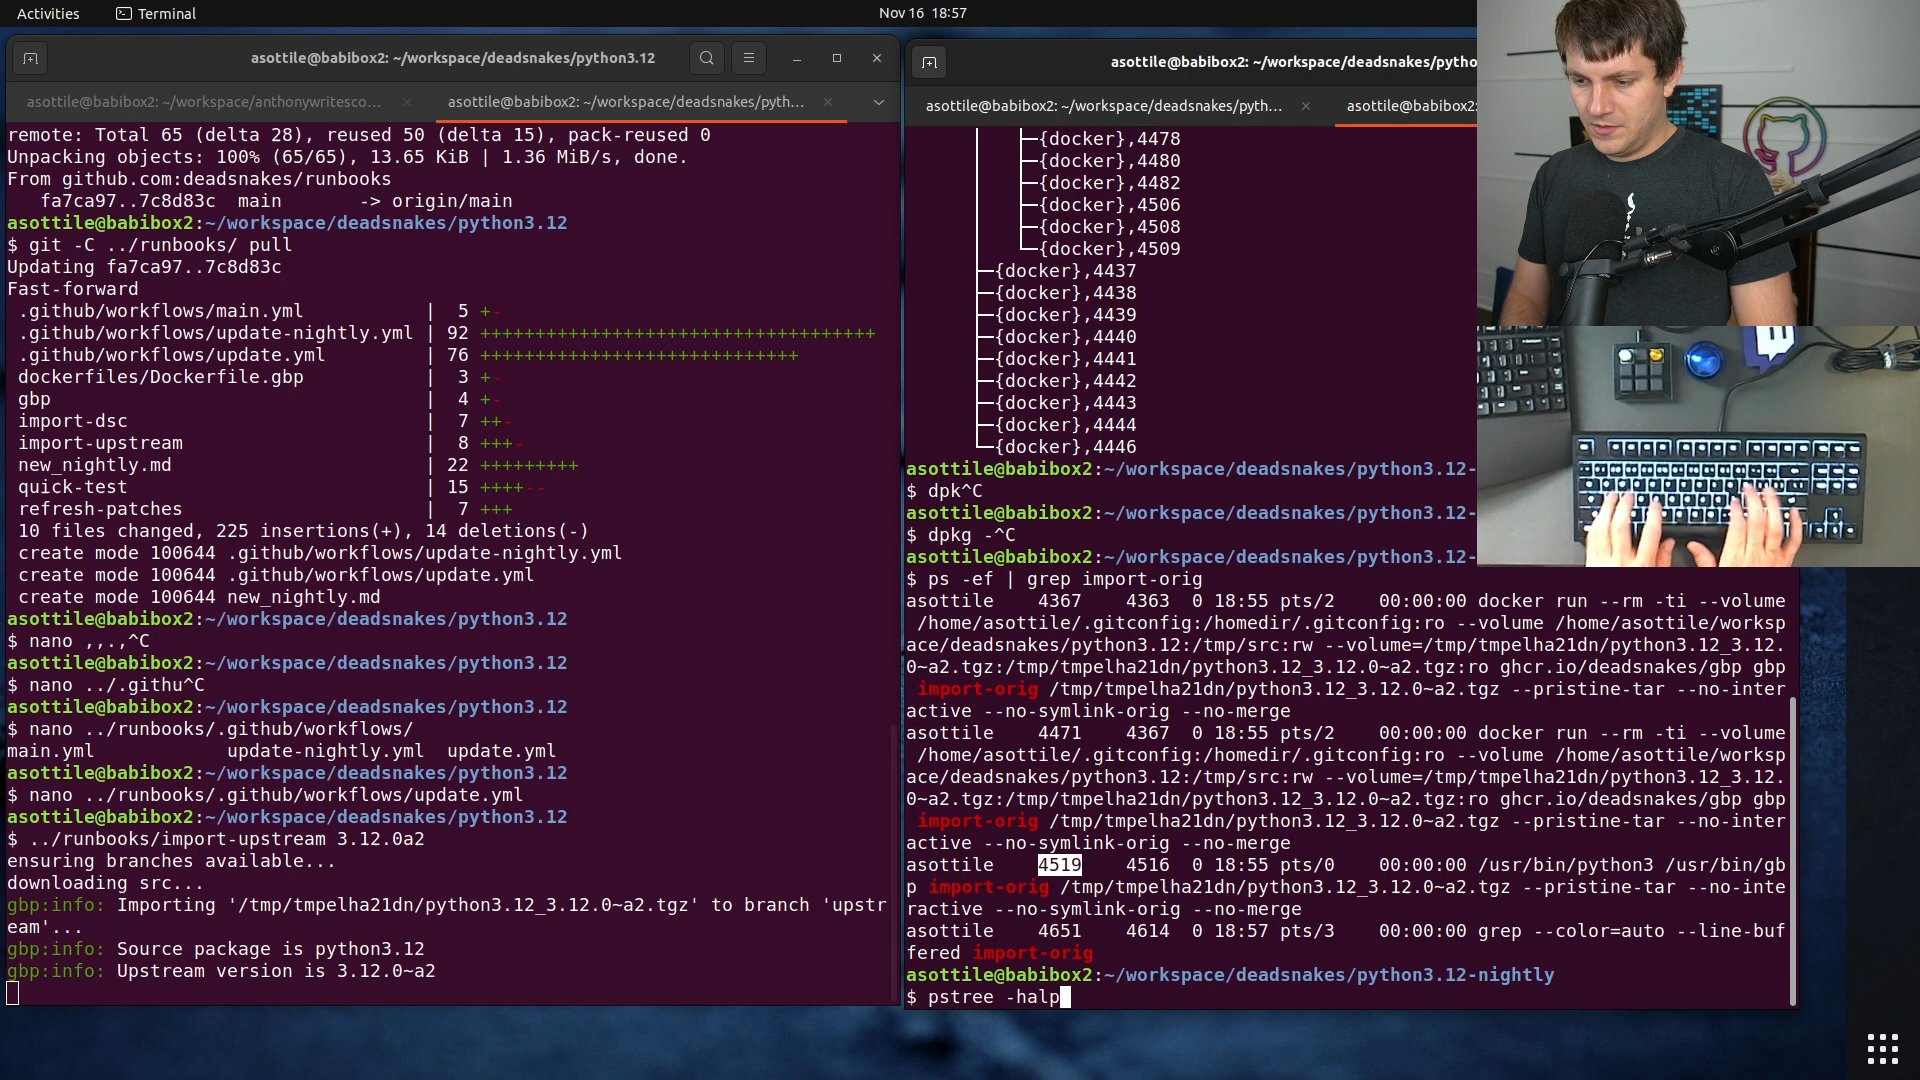 Activities
Terminal
Nov 16 18:57
asottile@babibox2: ~/workspace/deadsnakes/python3.12
asottile@babibox2: ~/workspace/anthonywritesco...
asottile@babibox2: ~/workspace/deadsnakes/pyth...
remote: Total 65 (delta 28), reused 50 (delta 15), pack-reused 0
Unpacking objects: 100% (65/65), 13.65 KiB | 1.36 MiB/s, done.
From github.com:deadsnakes/runbooks
   fa7ca97..7c8d83c  main       -> origin/main
asottile@babibox2:~/workspace/deadsnakes/python3.12
$ git -C ../runbooks/ pull
Updating fa7ca97..7c8d83c
Fast-forward
 .github/workflows/main.yml           |  5 +-
 .github/workflows/update-nightly.yml | 92 ++++++++++++++++++++++++++++++++++++
 .github/workflows/update.yml         | 76 +++++++++++++++++++++++++++++
 dockerfiles/Dockerfile.gbp           |  3 +-
 gbp                                  |  4 +-
 import-dsc                           |  7 ++-
 import-upstream                      |  8 +++-
 new_nightly.md                       | 22 +++++++++
 quick-test                           | 15 ++++--
 refresh-patches                      |  7 +++
 10 files changed, 225 insertions(+), 14 deletions(-)
 create mode 100644 .github/workflows/update-nightly.yml
 create mode 100644 .github/workflows/update.yml
 create mode 100644 new_nightly.md
asottile@babibox2:~/workspace/deadsnakes/python3.12
$ nano ,,.,^C
asottile@babibox2:~/workspace/deadsnakes/python3.12
$ nano ../.githu^C
asottile@babibox2:~/workspace/deadsnakes/python3.12
$ nano ../runbooks/.github/workflows/
main.yml            update-nightly.yml  update.yml
asottile@babibox2:~/workspace/deadsnakes/python3.12
$ nano ../runbooks/.github/workflows/update.yml
asottile@babibox2:~/workspace/deadsnakes/python3.12
$ ../runbooks/import-upstream 3.12.0a2
ensuring branches available...
downloading src...
gbp:info: Importing '/tmp/tmpelha21dn/python3.12_3.12.0~a2.tgz' to branch 'upstr
eam'...
gbp:info: Source package is python3.12
gbp:info: Upstream version is 3.12.0~a2
asottile@babibox2: ~/workspace/deadsnakes/pytho
asottile@babibox2: ~/workspace/deadsnakes/pyth...
asottile@babibox2:
├─{docker},4478
├─{docker},4480
├─{docker},4482
├─{docker},4506
├─{docker},4508
└─{docker},4509
├─{docker},4437
├─{docker},4438
├─{docker},4439
├─{docker},4440
├─{docker},4441
├─{docker},4442
├─{docker},4443
├─{docker},4444
└─{docker},4446
asottile@babibox2:~/workspace/deadsnakes/python3.12-
$ dpk^C
asottile@babibox2:~/workspace/deadsnakes/python3.12-
$ dpkg -^C
asottile@babibox2:~/workspace/deadsnakes/python3.12-
$ ps -ef | grep import-orig
asottile    4367    4363  0 18:55 pts/2    00:00:00 docker run --rm -ti --volume
 /home/asottile/.gitconfig:/homedir/.gitconfig:ro --volume /home/asottile/worksp
ace/deadsnakes/python3.12:/tmp/src:rw --volume=/tmp/tmpelha21dn/python3.12_3.12.
0~a2.tgz:/tmp/tmpelha21dn/python3.12_3.12.0~a2.tgz:ro ghcr.io/deadsnakes/gbp gbp
 import-orig /tmp/tmpelha21dn/python3.12_3.12.0~a2.tgz --pristine-tar --no-inter
active --no-symlink-orig --no-merge
asottile    4471    4367  0 18:55 pts/2    00:00:00 docker run --rm -ti --volume
 /home/asottile/.gitconfig:/homedir/.gitconfig:ro --volume /home/asottile/worksp
ace/deadsnakes/python3.12:/tmp/src:rw --volume=/tmp/tmpelha21dn/python3.12_3.12.
0~a2.tgz:/tmp/tmpelha21dn/python3.12_3.12.0~a2.tgz:ro ghcr.io/deadsnakes/gbp gbp
 import-orig /tmp/tmpelha21dn/python3.12_3.12.0~a2.tgz --pristine-tar --no-inter
active --no-symlink-orig --no-merge
asottile    4519    4516  0 18:55 pts/0    00:00:00 /usr/bin/python3 /usr/bin/gb
p import-orig /tmp/tmpelha21dn/python3.12_3.12.0~a2.tgz --pristine-tar --no-inte
ractive --no-symlink-orig --no-merge
asottile    4651    4614  0 18:57 pts/3    00:00:00 grep --color=auto --line-buf
fered import-orig
asottile@babibox2:~/workspace/deadsnakes/python3.12-nightly
$ pstree -halp